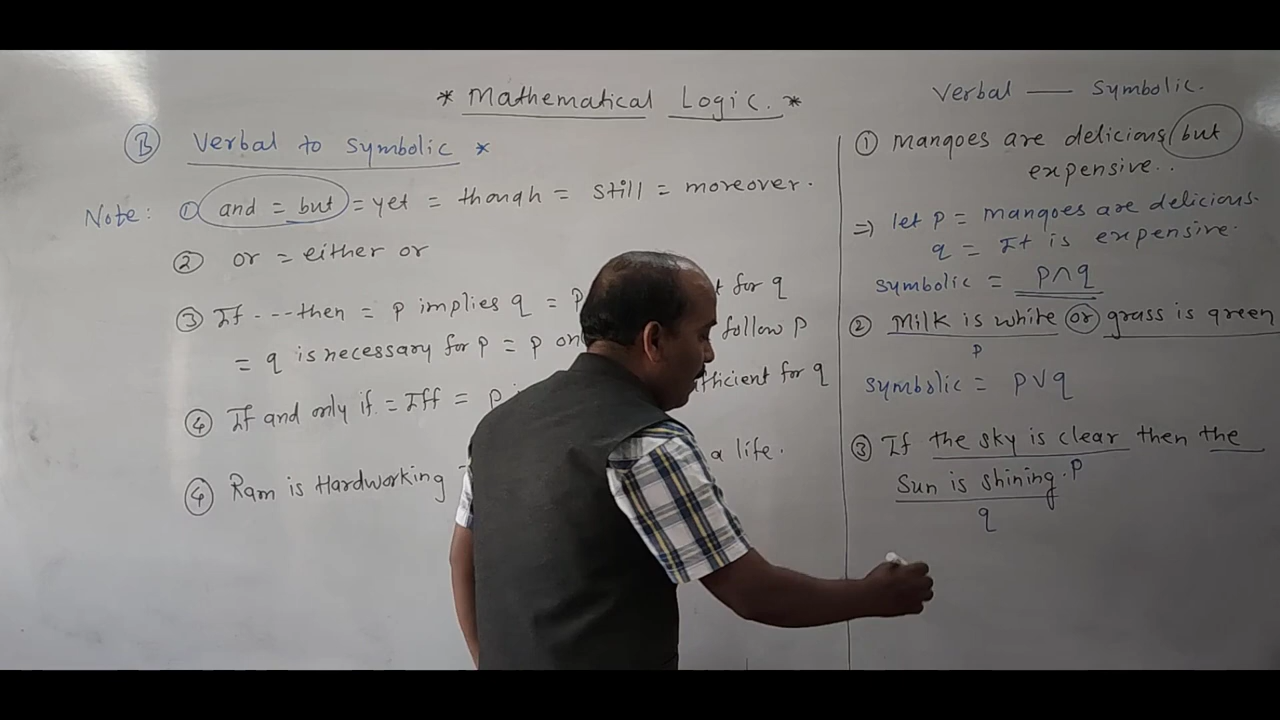 * Mathematical Logic. *
Ⓑ Verbal to symbolic *
Note: ① and = but = yet = though = still = moreover.
② or = either or
③ If ---then = p implies q = p for q
= q is necessary for p = p follow p
④ If and only if = Iff = p for q
④ Ram is Hardworking a life.
Verbal — Symbolic.
① mangoes are delicious but
expensive..
⇒ let p = mangoes are delicious.
q = It is expensive.
symbolic = p∧q
② Milk is white or grass is green
p
symbolic = p∨q
③ If the sky is clear then the
Sun is shining. p
q